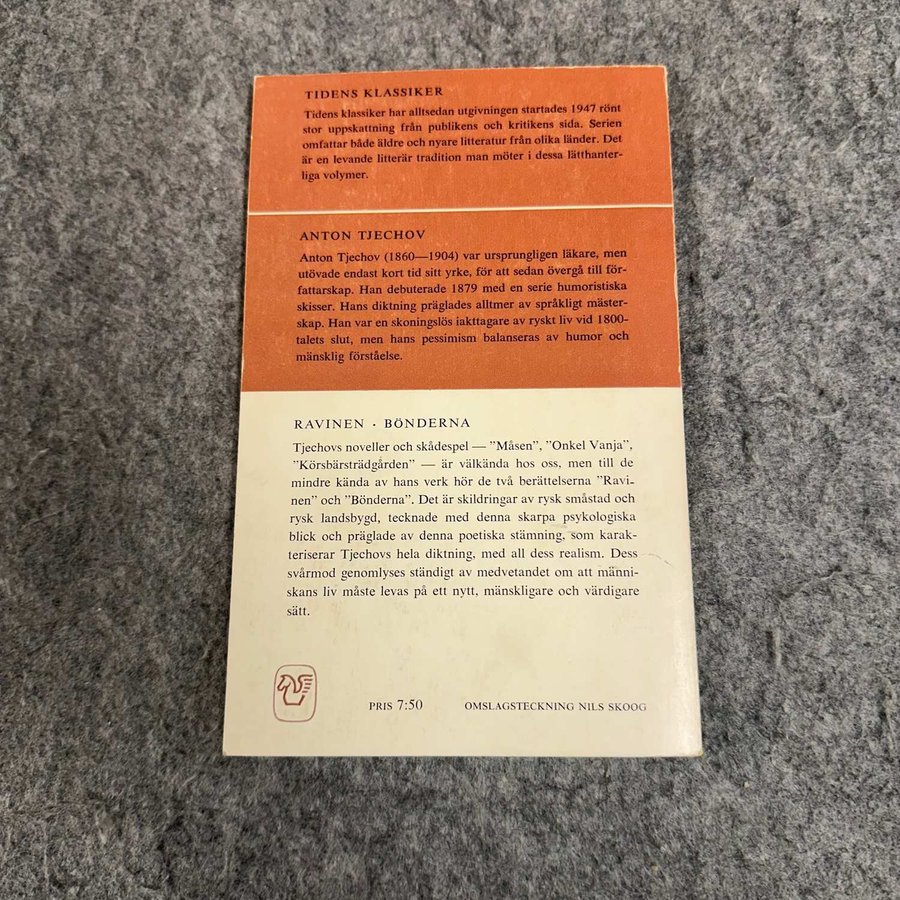 TIDENS KLASSIKER
Tidens klassiker har alltsedan utgivningen startades 1947 rönt
stor uppskattning från publikens och kritikens sida. Serien
omfattar både äldre och nyare litteratur från olika länder. Det
är en levande litterär tradition man möter i dessa lätthanter-
liga volymer.
ANTON TJECHOV
Anton Tjechov (1860—1904) var ursprungligen läkare, men
utövade endast kort tid sitt yrke, för att sedan övergå till för-
fattarskap. Han debuterade 1879 med en serie humoristiska
skisser. Hans diktning präglades alltmer av språkligt mäster-
skap. Han var en skoningslös iakttagare av ryskt liv vid 1800-
talets slut, men hans pessimism balanseras av humor och
mänsklig förståelse.
RAVINEN · BÖNDERNA
Tjechovs noveller och skådespel — ”Måsen”, ”Onkel Vanja”,
”Körsbärsträdgården” — är välkända hos oss, men till de
mindre kända av hans verk hör de två berättelserna ”Ravi-
nen” och ”Bönderna”. Det är skildringar av rysk småstad och
rysk landsbygd, tecknade med denna skarpa psykologiska
blick och präglade av denna poetiska stämning, som karak-
teriserar Tjechovs hela diktning, med all dess realism. Dess
svårmod genomlyses ständigt av medvetandet om att männi-
skans liv måste levas på ett nytt, mänskligare och värdigare
sätt.
PRIS 7:50 OMSLAGSTECKNING NILS SKOOG